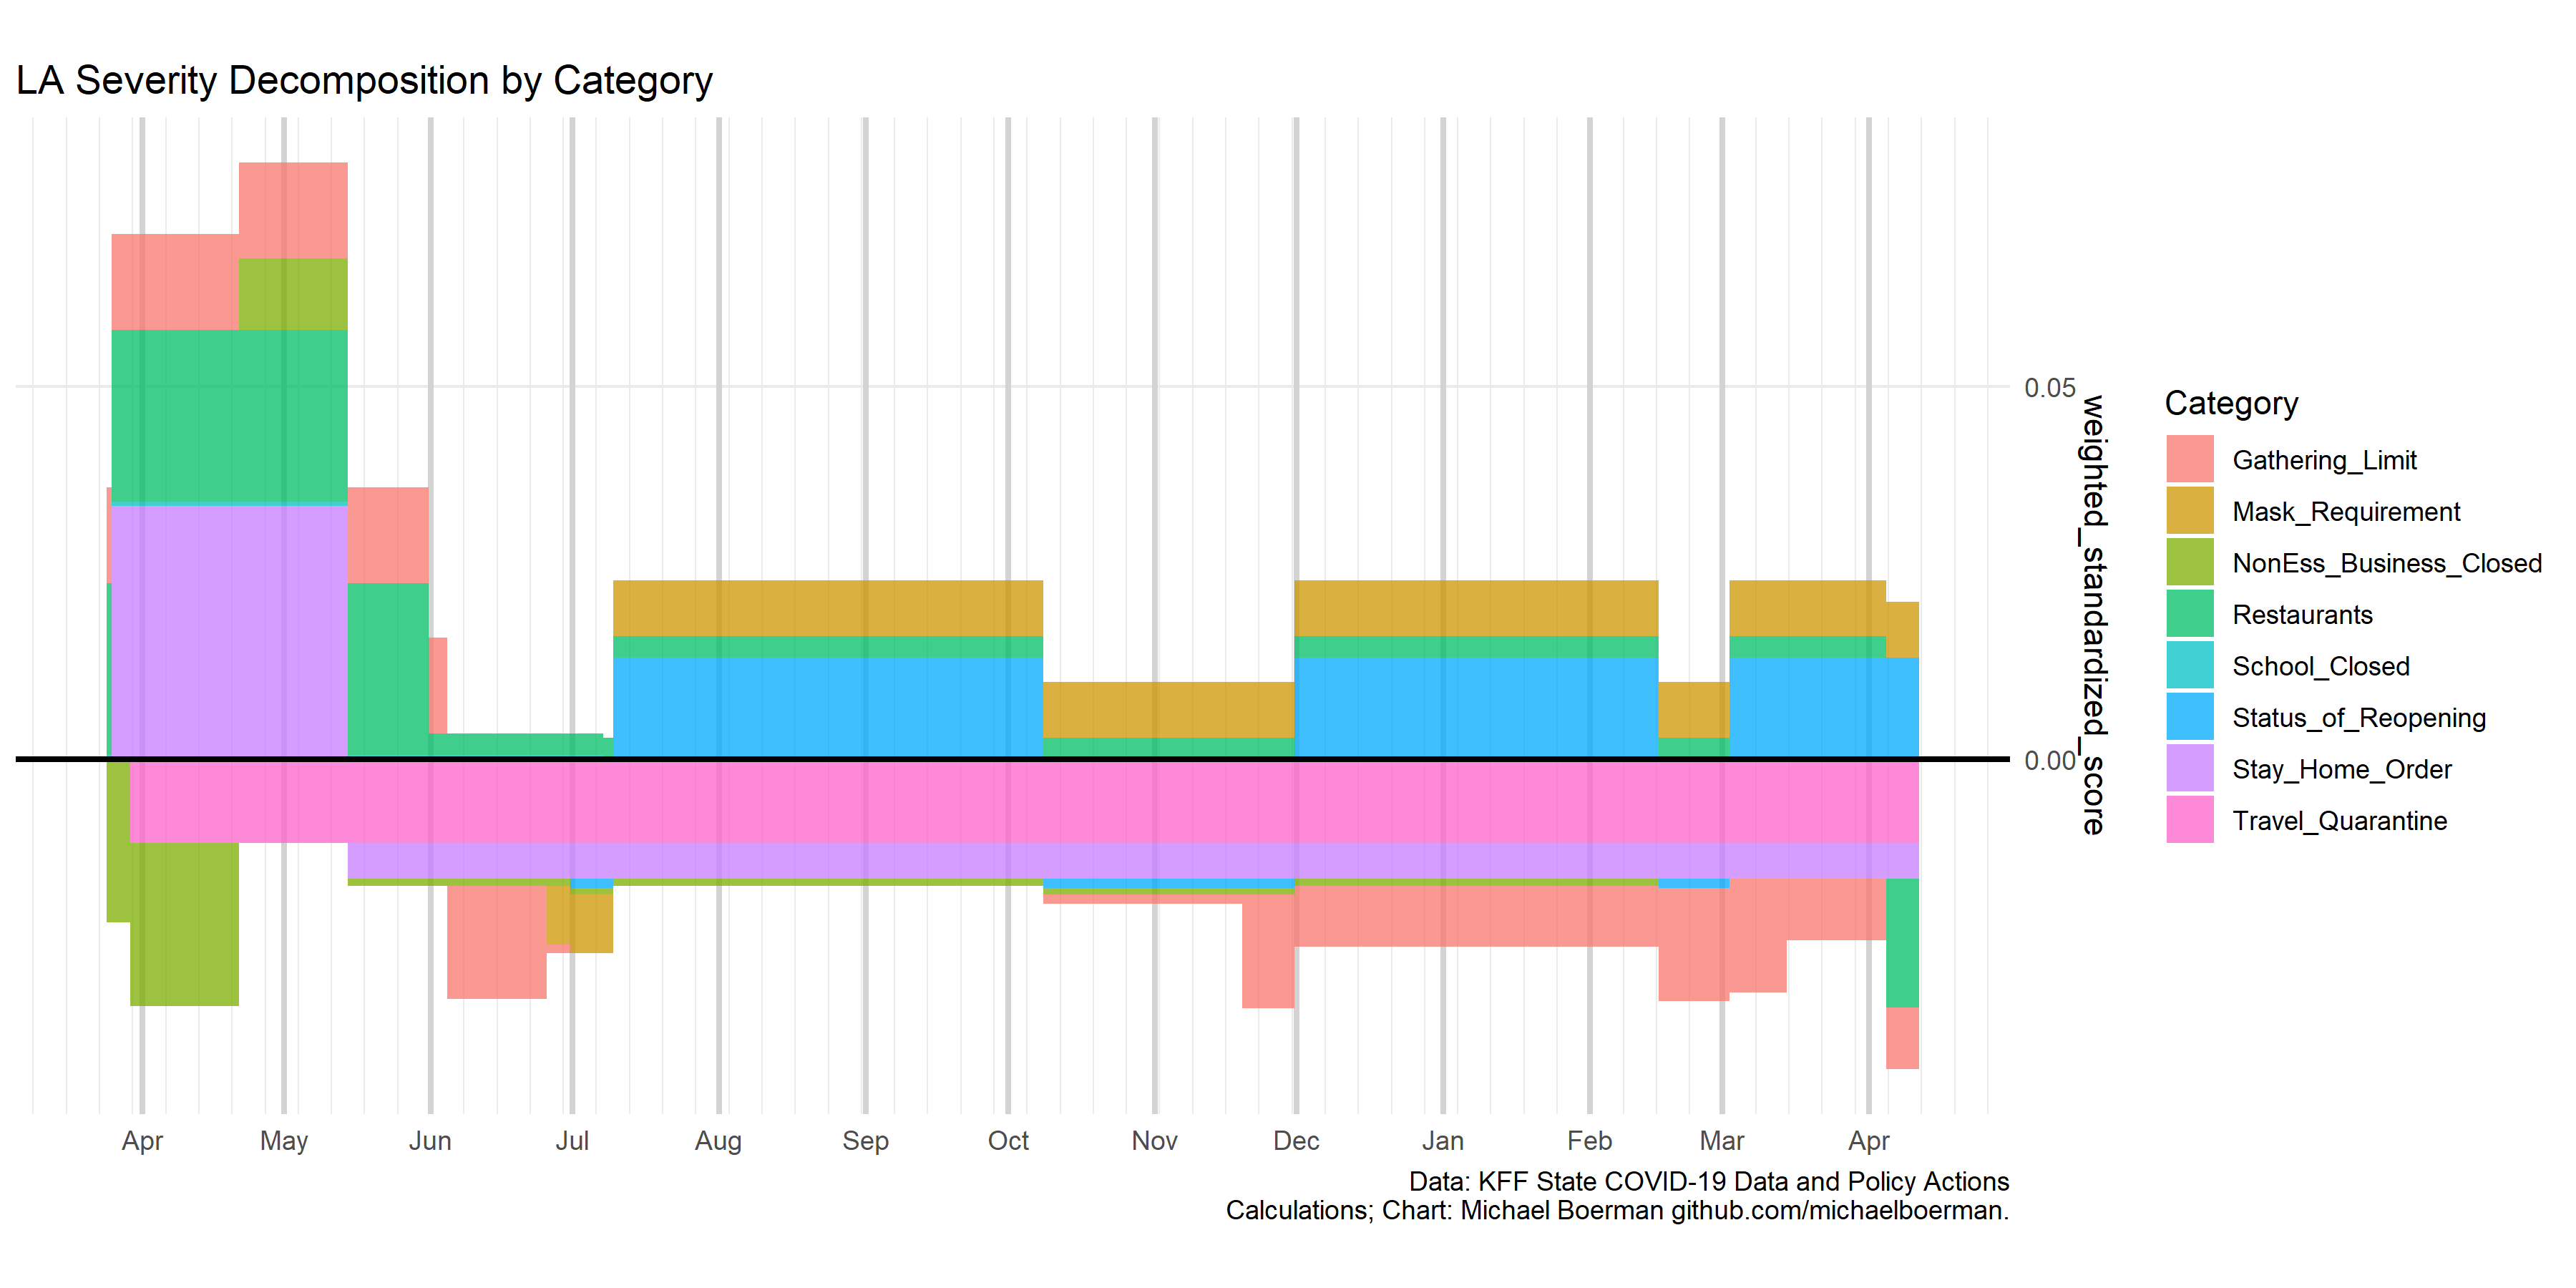 LA Severity Decomposition by Category
0.05
0.00
weighted_standardized_score
Category
Gathering_Limit
Mask_Requirement
NonEss_Business_Closed
Restaurants
School_Closed
Status_of_Reopening
Stay_Home_Order
Travel_Quarantine
Apr May Jun Jul Aug Sep Oct Nov Dec Jan Feb Mar Apr
Data: KFF State COVID-19 Data and Policy Actions
Calculations; Chart: Michael Boerman github.com/michaelboerman.